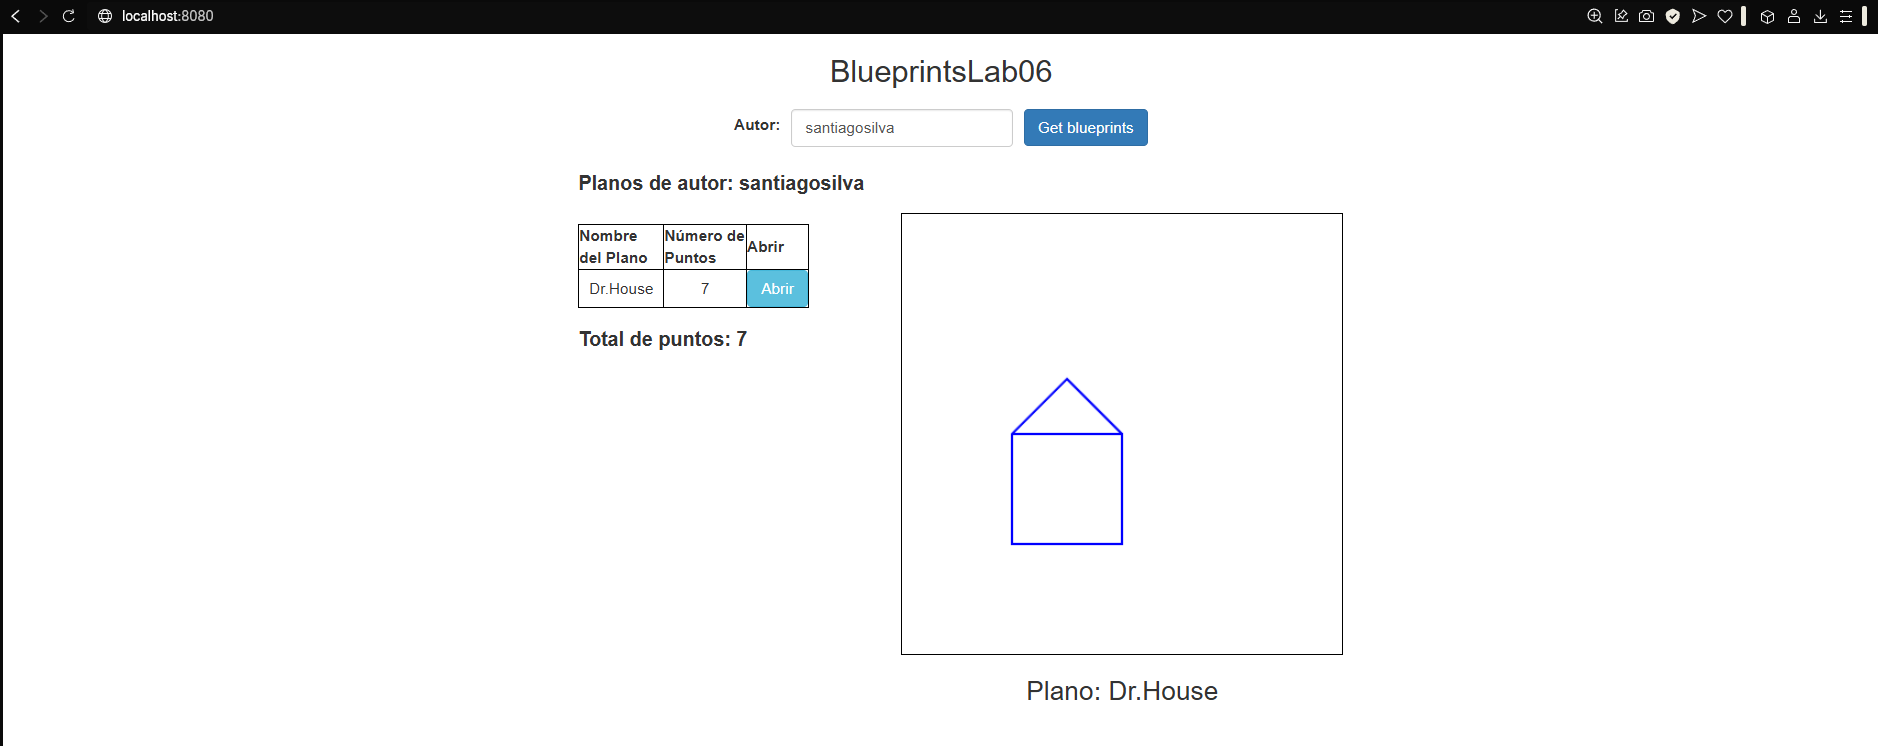 localhost:8080
BlueprintsLab06
Autor: santiagosilva Get blueprints
Planos de autor: santiagosilva
Nombre del Plano
Número de Puntos
Abrir
Dr.House 7 Abrir
Total de puntos: 7
Plano: Dr.House